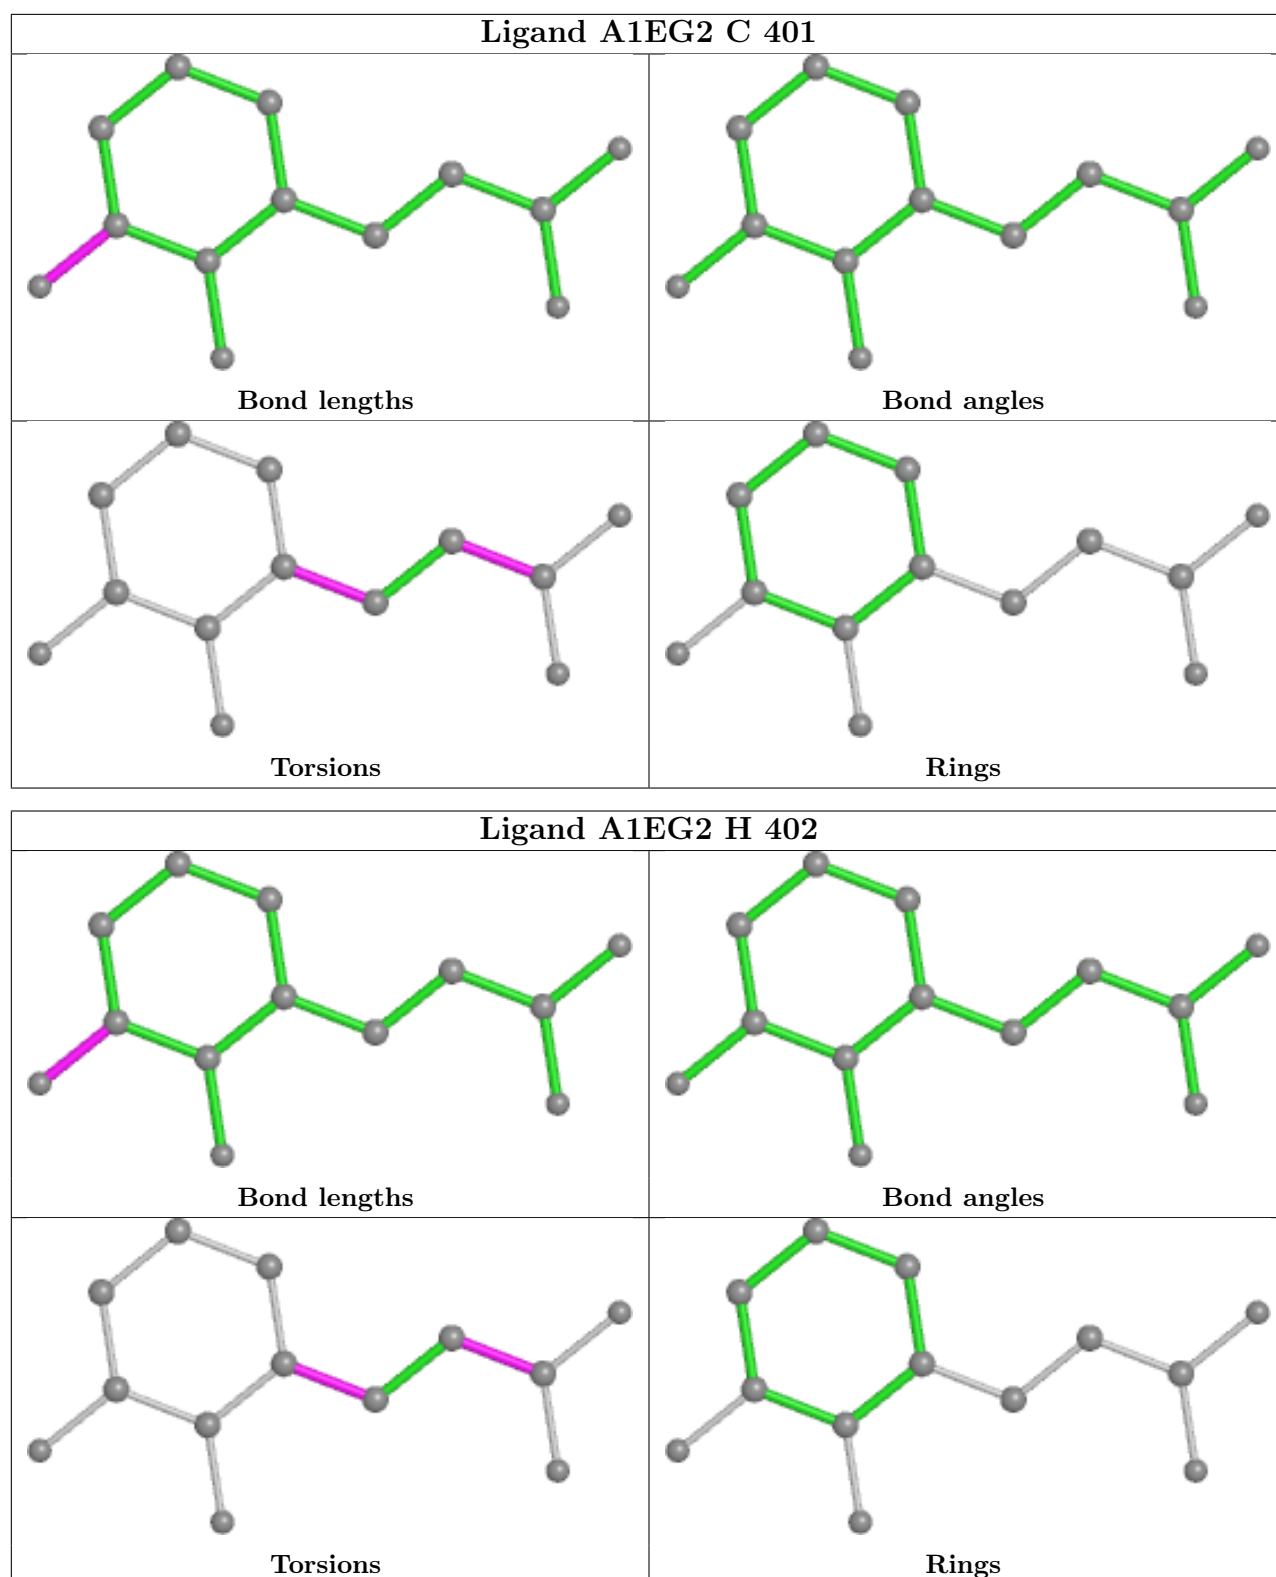 Ligand A1EG2 C 401
Bond lengths
Bond angles
Torsions
Rings
Ligand A1EG2 H 402
Bond lengths
Bond angles
Torsions
Rings